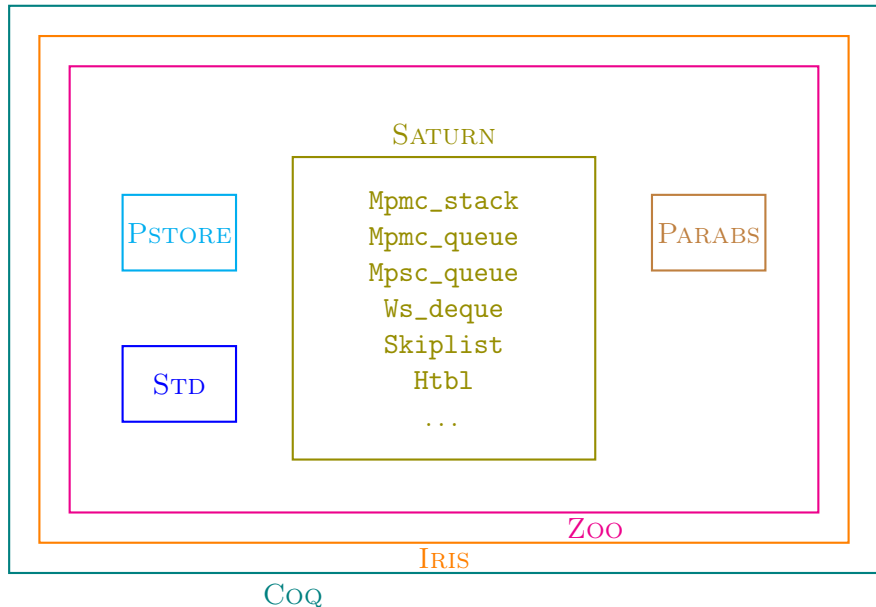 SATURN
Mpmc_stack
Mpmc_queue
Mpsc_queue
Ws_deque
Skiplist
Htbl
...
PSTORE
PARABS
STD
ZOO
IRIS
COQ